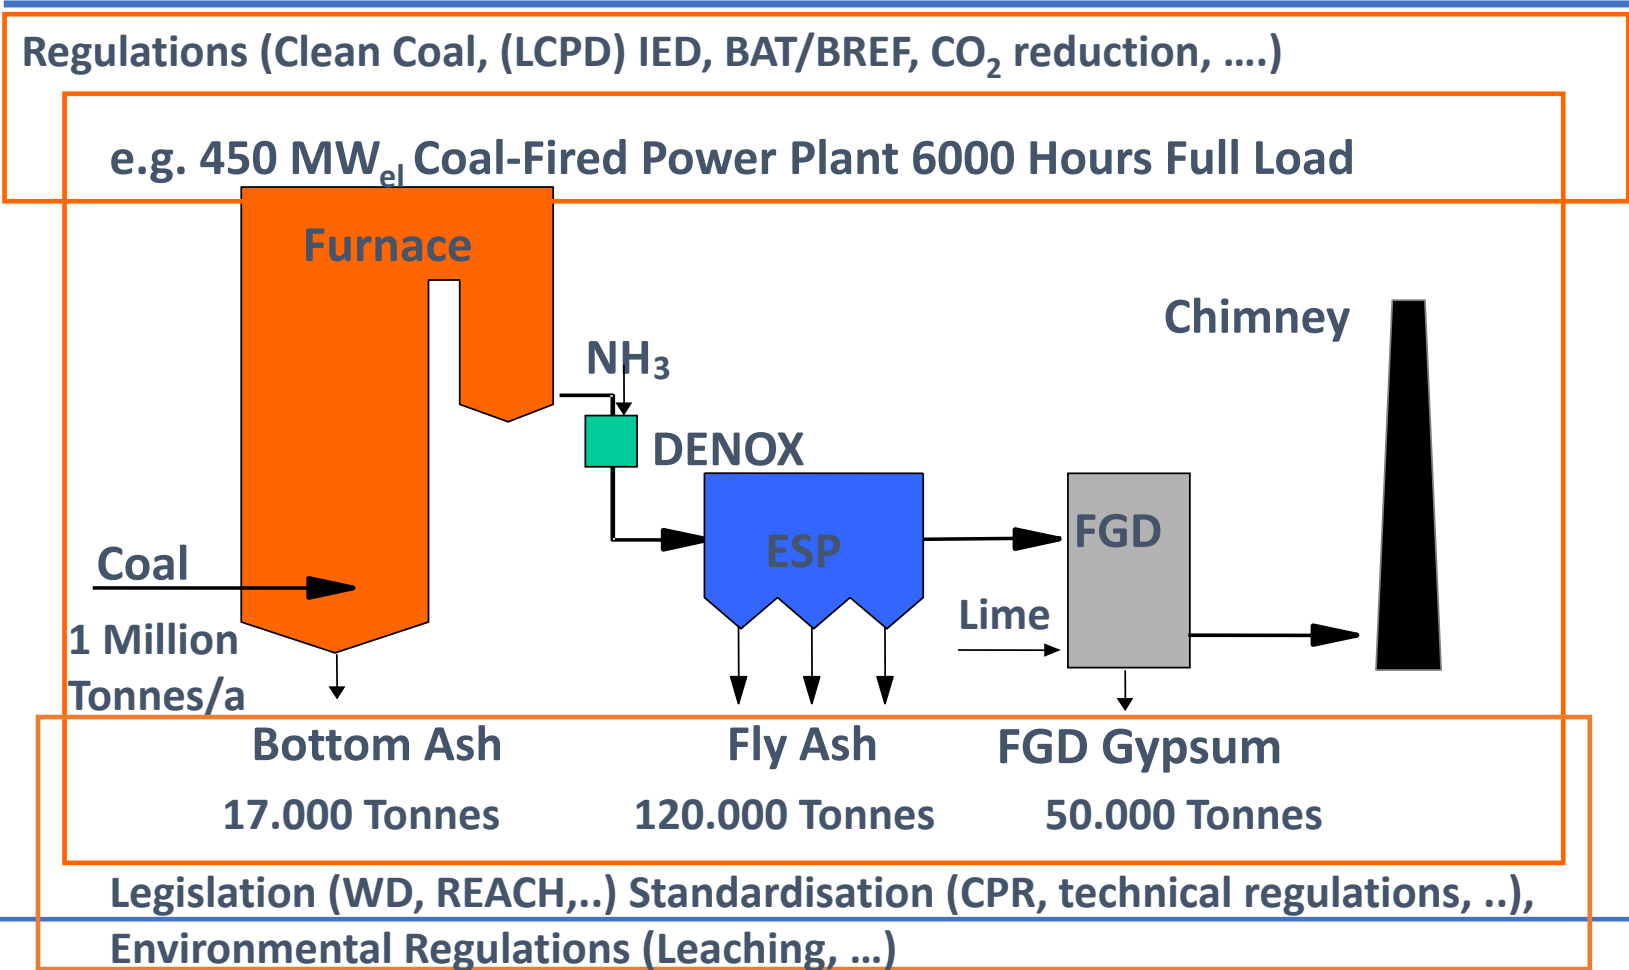 Regulations (Clean Coal, (LCPD) IED, BAT/BREF, CO2 reduction, ....)
e.g. 450 MWel Coal-Fired Power Plant 6000 Hours Full Load
Furnace
Chimney
NH3
DENOX
ESP
FGD
Coal
Lime
1 Million
Tonnes/a
Bottom Ash
Fly Ash
FGD Gypsum
17.000 Tonnes
120.000 Tonnes
50.000 Tonnes
Legislation (WD, REACH,..) Standardisation (CPR, technical regulations, ..),
Environmental Regulations (Leaching, ...)